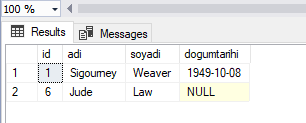 100 %
Results Messages
id adi soyadi dogumtarihi
1 1 Sigourney Weaver 1949-10-08
2 6 Jude Law NULL